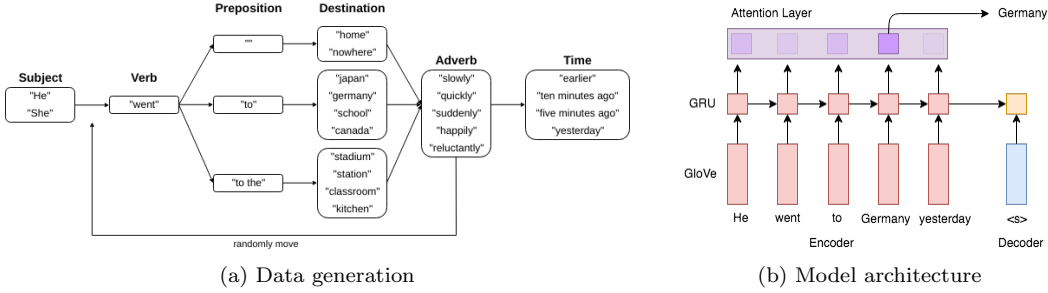 Subject
"He"
"She"
Verb
"went"
Preposition
""
"to"
"to the"
Destination
"home"
"nowhere"
"japan"
"germany"
"school"
"canada"
"stadium"
"station"
"classroom"
"kitchen"
Adverb
"slowly"
"quickly"
"suddenly"
"happily"
"reluctantly"
Time
"earlier"
"ten minutes ago"
"five minutes ago"
"yesterday"
randomly move
(a) Data generation
Attention Layer
Germany
GRU
GloVe
He went to Germany yesterday <s>
Encoder Decoder
(b) Model architecture